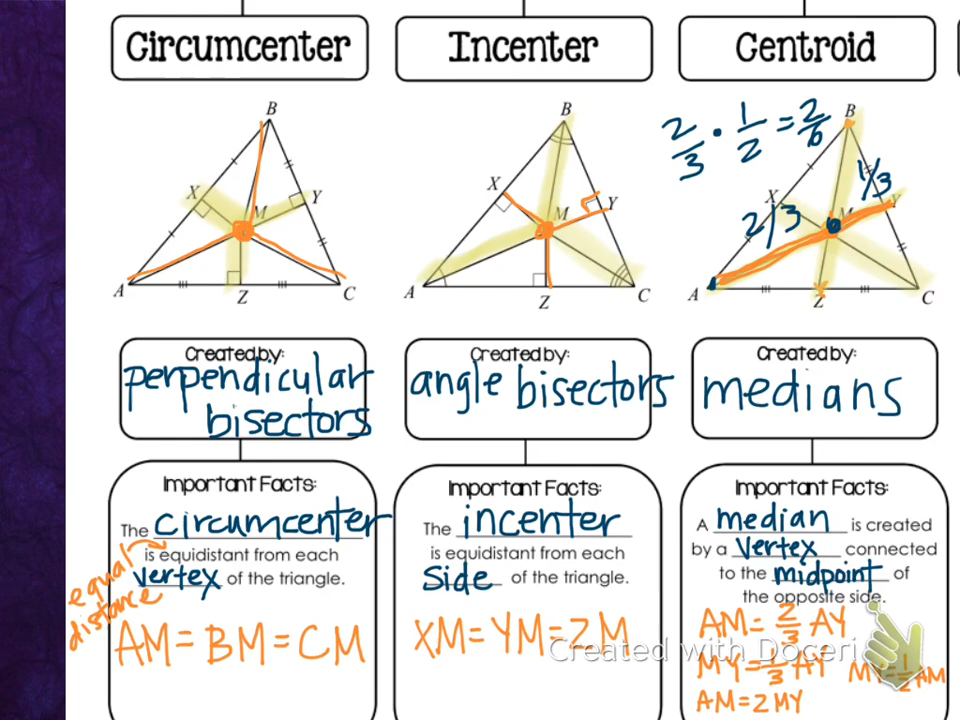 Circumcenter
Incenter
Centroid
B
X
Y
M
A
Z
C
B
X
Y
M
A
Z
C
2/3 · 1/2 = 2/6
B
X
1/3
Y
M
2/3
A
Z
C
Created by:
perpendicular
bisectors
Created by:
angle bisectors
Created by:
medians
Important Facts:
The circumcenter
is equidistant from each
vertex of the triangle.
equal
distance
AM = BM = CM
Important Facts:
The incenter
is equidistant from each
side of the triangle.
XM = YM = ZM
Important Facts:
A median is created
by a vertex connected
to the midpoint of
the opposite side.
AM = 2/3 AY
MY = 1/3 AY
MY = 1/2 AM
AM = 2MY
Created with Doceri